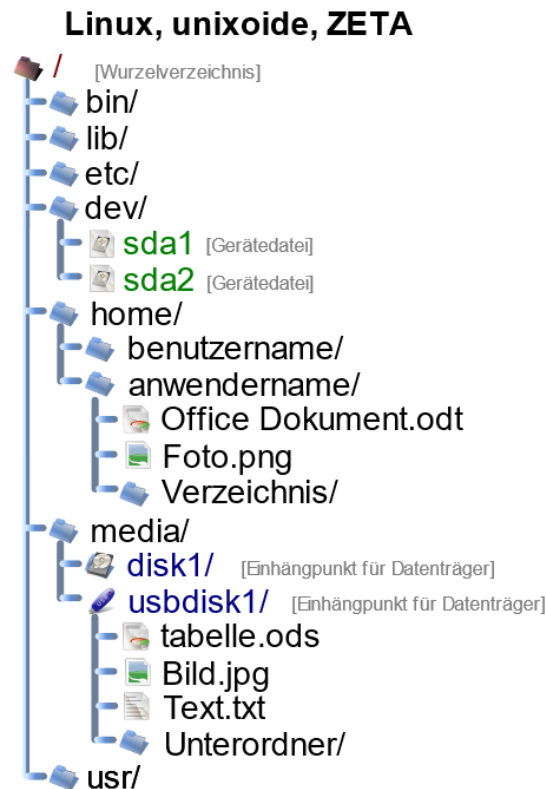 Linux, unixoide, ZETA
/ [Wurzelverzeichnis]
bin/
lib/
etc/
dev/
sda1 [Gerätedatei]
sda2 [Gerätedatei]
home/
benutzername/
anwendername/
Office Dokument.odt
Foto.png
Verzeichnis/
media/
disk1/ [Einhängpunkt für Datenträger]
usbdisk1/ [Einhängpunkt für Datenträger]
tabelle.ods
Bild.jpg
Text.txt
Unterordner/
usr/